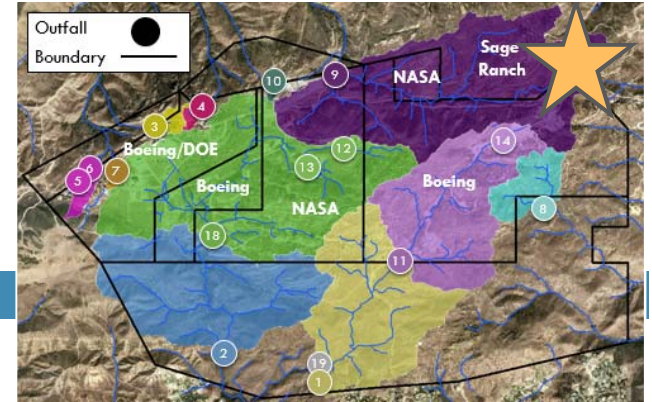 Outfall
Boundary
Sage
Ranch
NASA
9
10
4
3
Boeing/DOE
12
14
6
5
7
13
Boeing
Boeing
NASA
8
18
11
2
19
1